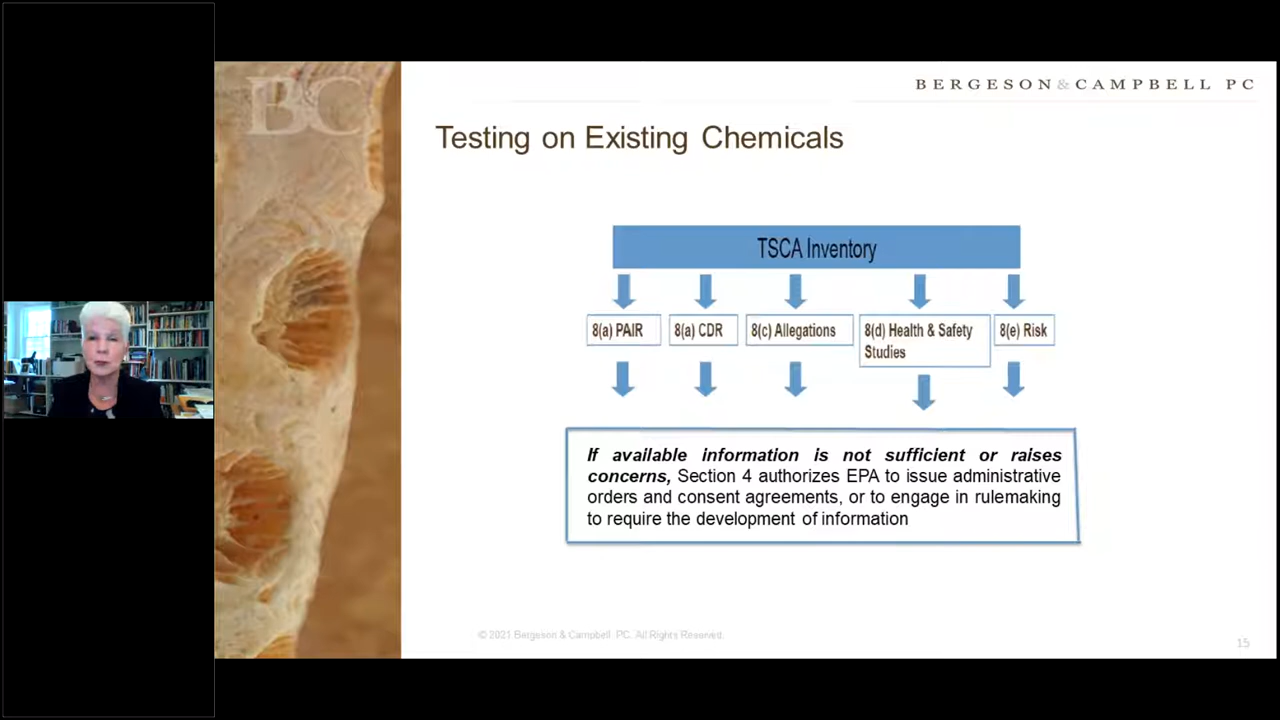 BC
BERGESON&CAMPBELL PC
Testing on Existing Chemicals
TSCA Inventory
8(a) PAIR
8(a) CDR
8(c) Allegations
8(d) Health & Safety
Studies
8(e) Risk
If available information is not sufficient or raises
concerns, Section 4 authorizes EPA to issue administrative
orders and consent agreements, or to engage in rulemaking
to require the development of information
© 2021 Bergeson & Campbell, PC. All Rights Reserved.
15